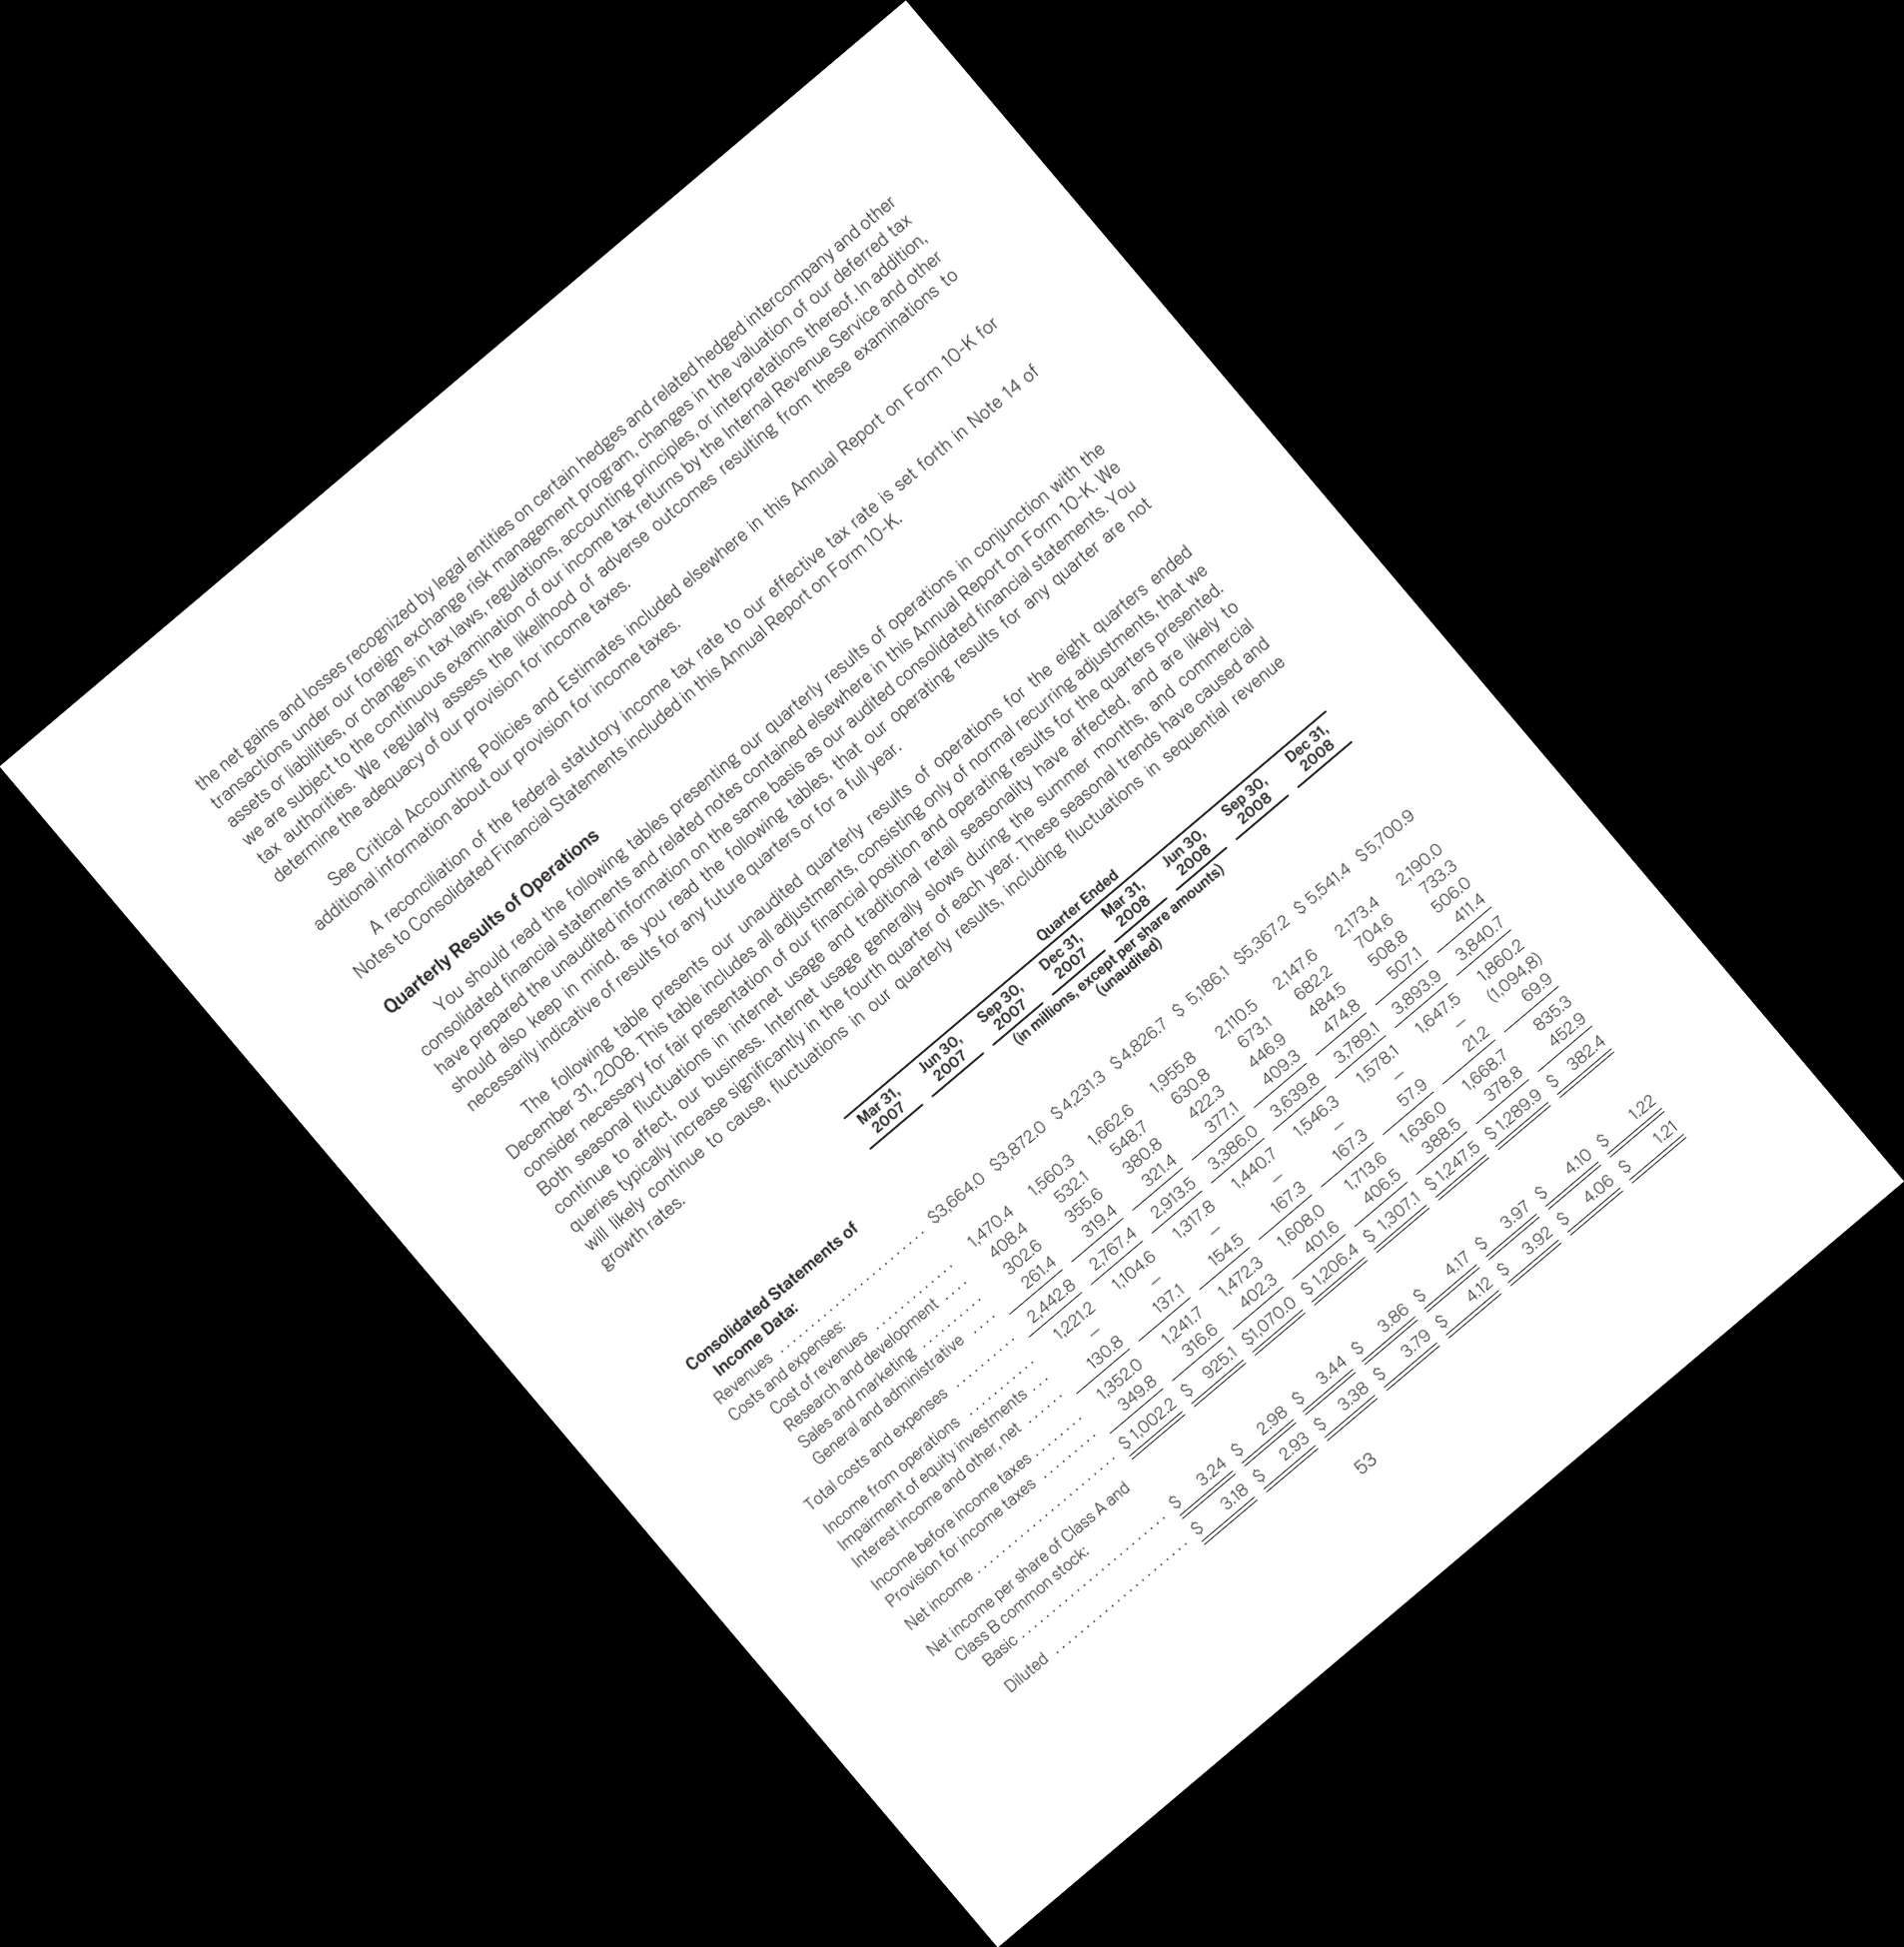 the net gains and losses recognized by legal entities on certain hedges and related hedged intercompany and other
transactions under our foreign exchange risk management program, changes in the valuation of our deferred tax
assets or liabilities, or changes in tax laws, regulations, accounting principles, or interpretations thereof. In addition,
we are subject to the continuous examination of our income tax returns by the Internal Revenue Service and other
tax authorities. We regularly assess the likelihood of adverse outcomes resulting from these examinations to
determine the adequacy of our provision for income taxes.
See Critical Accounting Policies and Estimates included elsewhere in this Annual Report on Form 10-K for
additional information about our provision for income taxes.
A reconciliation of the federal statutory income tax rate to our effective tax rate is set forth in Note 14 of
Notes to Consolidated Financial Statements included in this Annual Report on Form 10-K.
Quarterly Results of Operations
You should read the following tables presenting our quarterly results of operations in conjunction with the
consolidated financial statements and related notes contained elsewhere in this Annual Report on Form 10-K. We
have prepared the unaudited information on the same basis as our audited consolidated financial statements. You
should also keep in mind, as you read the following tables, that our operating results for any quarter are not
necessarily indicative of results for any future quarters or for a full year.
The following table presents our unaudited quarterly results of operations for the eight quarters ended
December 31, 2008. This table includes all adjustments, consisting only of normal recurring adjustments, that we
consider necessary for fair presentation of our financial position and operating results for the quarters presented.
Both seasonal fluctuations in internet usage and traditional retail seasonality have affected, and are likely to
continue to affect, our business. Internet usage generally slows during the summer months, and commercial
queries typically increase significantly in the fourth quarter of each year. These seasonal trends have caused and
will likely continue to cause, fluctuations in our quarterly results, including fluctuations in sequential revenue
growth rates.
Quarter Ended
Mar 31, Jun 30, Sep 30, Dec 31, Mar 31, Jun 30, Sep 30, Dec 31,
2007 2007 2007 2007 2008 2008 2008 2008
(in millions, except per share amounts)
(unaudited)
Consolidated Statements of
Income Data:
Revenues . . . . . . . . . . . . . . . . . . . . . . $3,664.0 $3,872.0 $4,231.3 $4,826.7 $ 5,186.1 $5,367.2 $ 5,541.4 $5,700.9
Costs and expenses:
Cost of revenues . . . . . . . . . . . . 1,470.4 1,560.3 1,662.6 1,955.8 2,110.5 2,147.6 2,173.4 2,190.0
Research and development . . . . 408.4 532.1 548.7 630.8 673.1 682.2 704.6 733.3
Sales and marketing . . . . . . . . . 302.6 355.6 380.8 422.3 446.9 484.5 508.8 506.0
General and administrative . . . . 261.4 319.4 321.4 377.1 409.3 474.8 507.1 411.4
Total costs and expenses . . . . . . . . . 2,442.8 2,767.4 2,913.5 3,386.0 3,639.8 3,789.1 3,893.9 3,840.7
Income from operations . . . . . . . . . . 1,221.2 1,104.6 1,317.8 1,440.7 1,546.3 1,578.1 1,647.5 1,860.2
Impairment of equity investments . . . — — — — — — — (1,094.8)
Interest income and other, net . . . . . . 130.8 137.1 154.5 167.3 167.3 57.9 21.2 69.9
Income before income taxes . . . . . . . . 1,352.0 1,241.7 1,472.3 1,608.0 1,713.6 1,636.0 1,668.7 835.3
Provision for income taxes . . . . . . . . . 349.8 316.6 402.3 401.6 406.5 388.5 378.8 452.9
Net income . . . . . . . . . . . . . . . . . . . . $ 1,002.2 $ 925.1 $1,070.0 $ 1,206.4 $ 1,307.1 $ 1,247.5 $ 1,289.9 $ 382.4
Net income per share of Class A and
Class B common stock:
Basic . . . . . . . . . . . . . . . . . . . . . . $ 3.24 $ 2.98 $ 3.44 $ 3.86 $ 4.17 $ 3.97 $ 4.10 $ 1.22
Diluted . . . . . . . . . . . . . . . . . . . . $ 3.18 $ 2.93 $ 3.38 $ 3.79 $ 4.12 $ 3.92 $ 4.06 $ 1.21
53